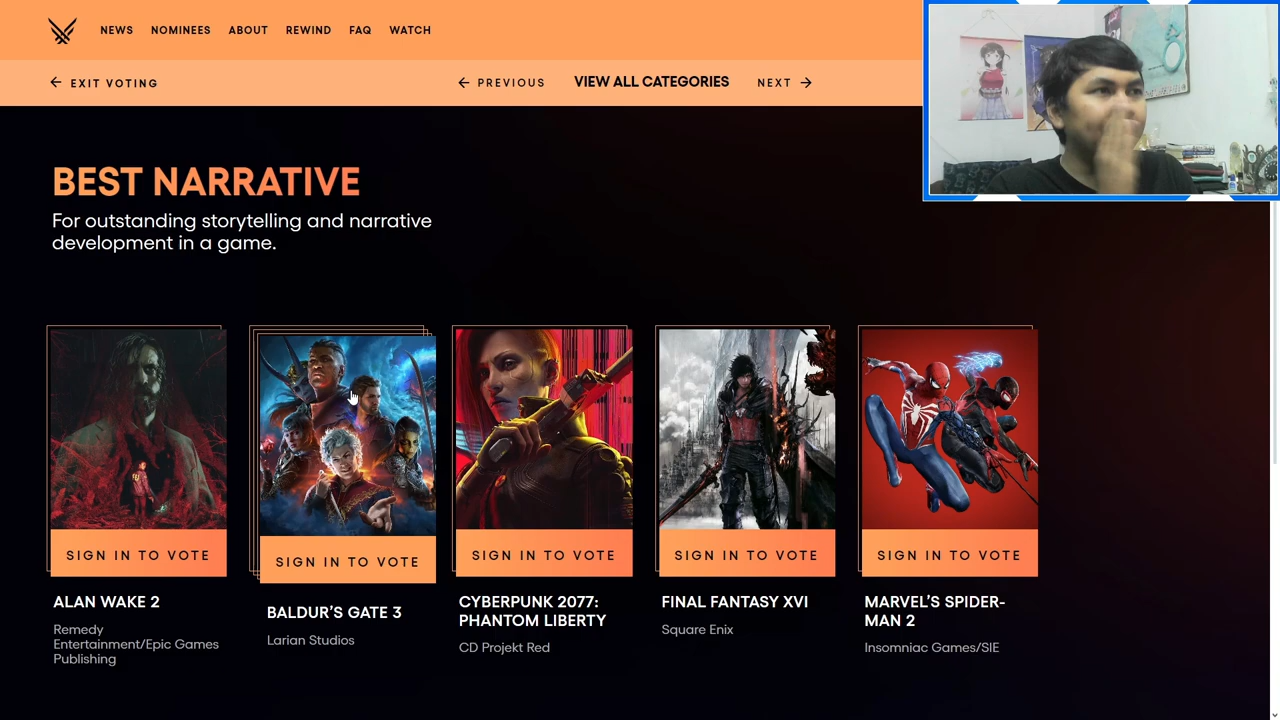 NEWS NOMINEES ABOUT REWIND FAQ WATCH
← EXIT VOTING
← PREVIOUS VIEW ALL CATEGORIES NEXT →
BEST NARRATIVE
For outstanding storytelling and narrative
development in a game.
SIGN IN TO VOTE
ALAN WAKE 2
Remedy
Entertainment/Epic Games
Publishing
SIGN IN TO VOTE
BALDUR'S GATE 3
Larian Studios
SIGN IN TO VOTE
CYBERPUNK 2077:
PHANTOM LIBERTY
CD Projekt Red
SIGN IN TO VOTE
FINAL FANTASY XVI
Square Enix
SIGN IN TO VOTE
MARVEL'S SPIDER-
MAN 2
Insomniac Games/SIE